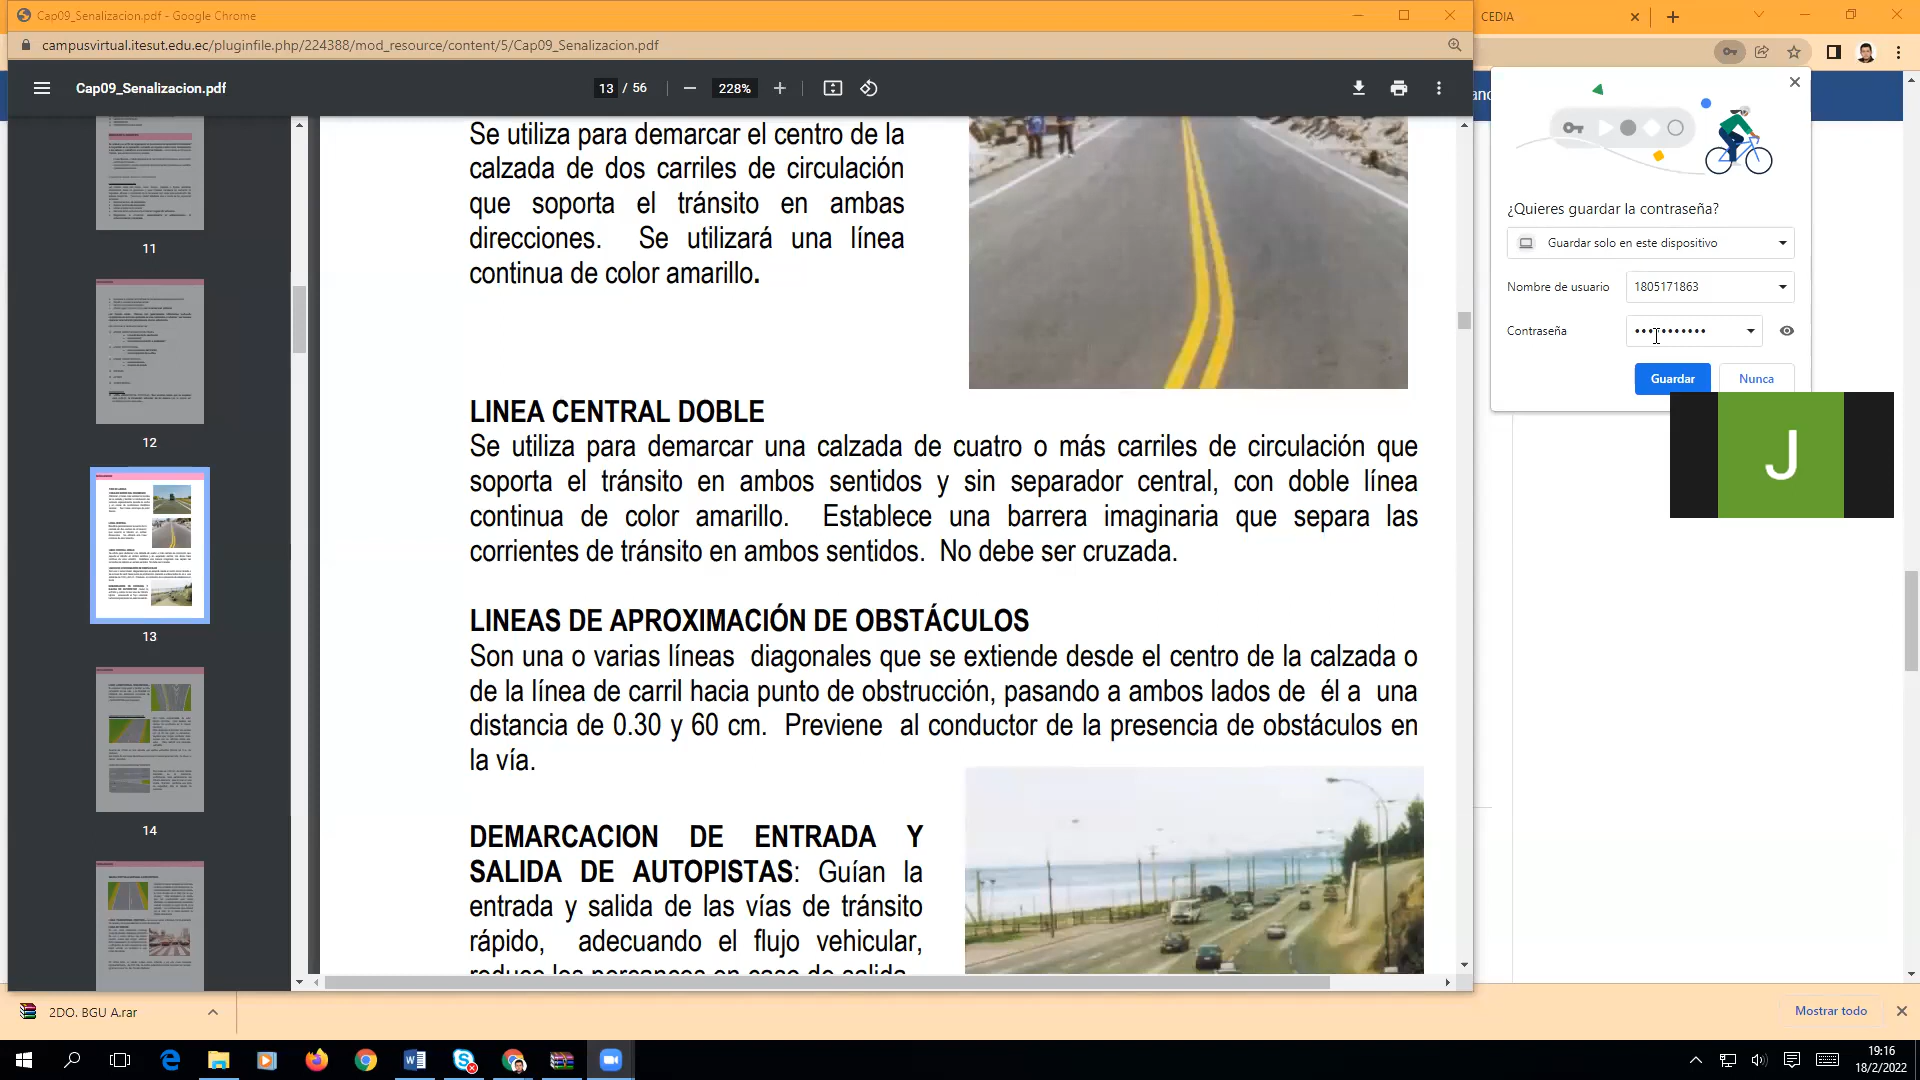 Cap09_Senalizacion.pdf - Google Chrome
CEDIA
campusvirtual.itesut.edu.ec/pluginfile.php/224388/mod_resource/content/5/Cap09_Senalizacion.pdf
Cap09_Senalizacion.pdf
13 / 56
228%
11
12
13
14
Se utiliza para demarcar el centro de la
calzada de dos carriles de circulación
que soporta el tránsito en ambas
direcciones. Se utilizará una línea
continua de color amarillo.
LINEA CENTRAL DOBLE
Se utiliza para demarcar una calzada de cuatro o más carriles de circulación que
soporta el tránsito en ambos sentidos y sin separador central, con doble línea
continua de color amarillo. Establece una barrera imaginaria que separa las
corrientes de tránsito en ambos sentidos. No debe ser cruzada.
LINEAS DE APROXIMACIÓN DE OBSTÁCULOS
Son una o varias líneas diagonales que se extiende desde el centro de la calzada o
de la línea de carril hacia punto de obstrucción, pasando a ambos lados de él a una
distancia de 0.30 y 60 cm. Previene al conductor de la presencia de obstáculos en
la vía.
DEMARCACION DE ENTRADA Y
SALIDA DE AUTOPISTAS: Guían la
entrada y salida de las vías de tránsito
rápido, adecuando el flujo vehicular,
¿Quieres guardar la contraseña?
Guardar solo en este dispositivo
Nombre de usuario
1805171863
Contraseña
•••••••••••
Guardar
Nunca
J
2DO. BGU A.rar
Mostrar todo
19:16
18/2/2022